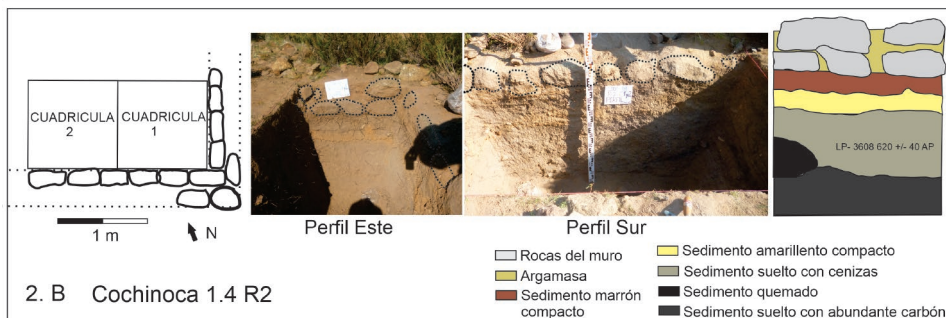 CUADRICULA
2
CUADRICULA
1
1 m
N
Perfil Este
Perfil Sur
LP- 3608 620 +/- 40 AP
Rocas del muro
Argamasa
Sedimento marrón
compacto
Sedimento amarillento compacto
Sedimento suelto con cenizas
Sedimento quemado
Sedimento suelto con abundante carbón
2. B Cochinoca 1.4 R2